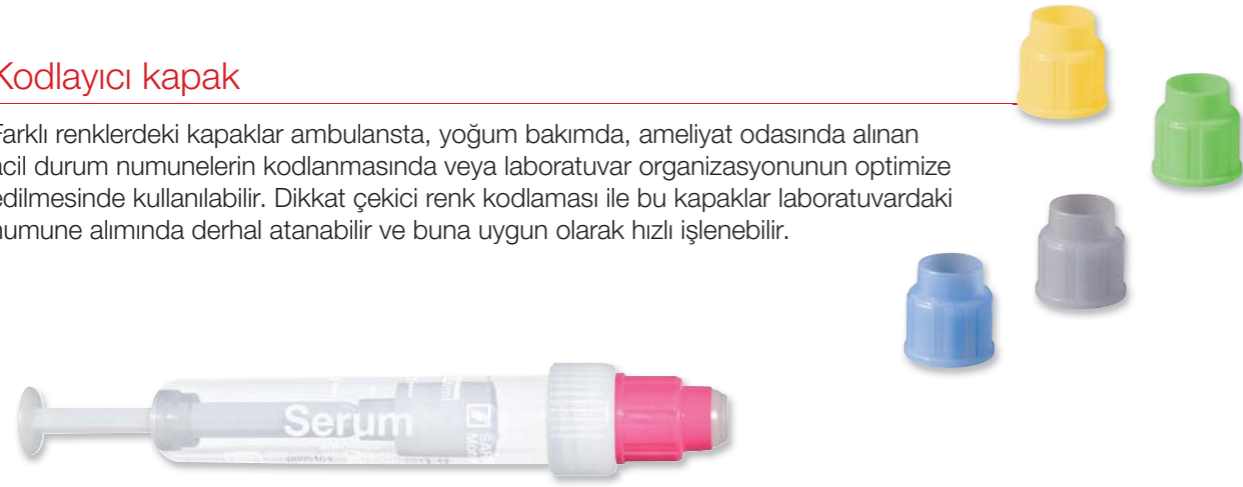 Kodlayıcı kapak
Farklı renklerdeki kapaklar ambulansta, yoğum bakımda, ameliyat odasında alınan
acil durum numunelerin kodlanmasında veya laboratuvar organizasyonunun optimize
edilmesinde kullanılabilir. Dikkat çekici renk kodlaması ile bu kapaklar laboratuvardaki
numune alımında derhal atanabilir ve buna uygun olarak hızlı işlenebilir.
Serum